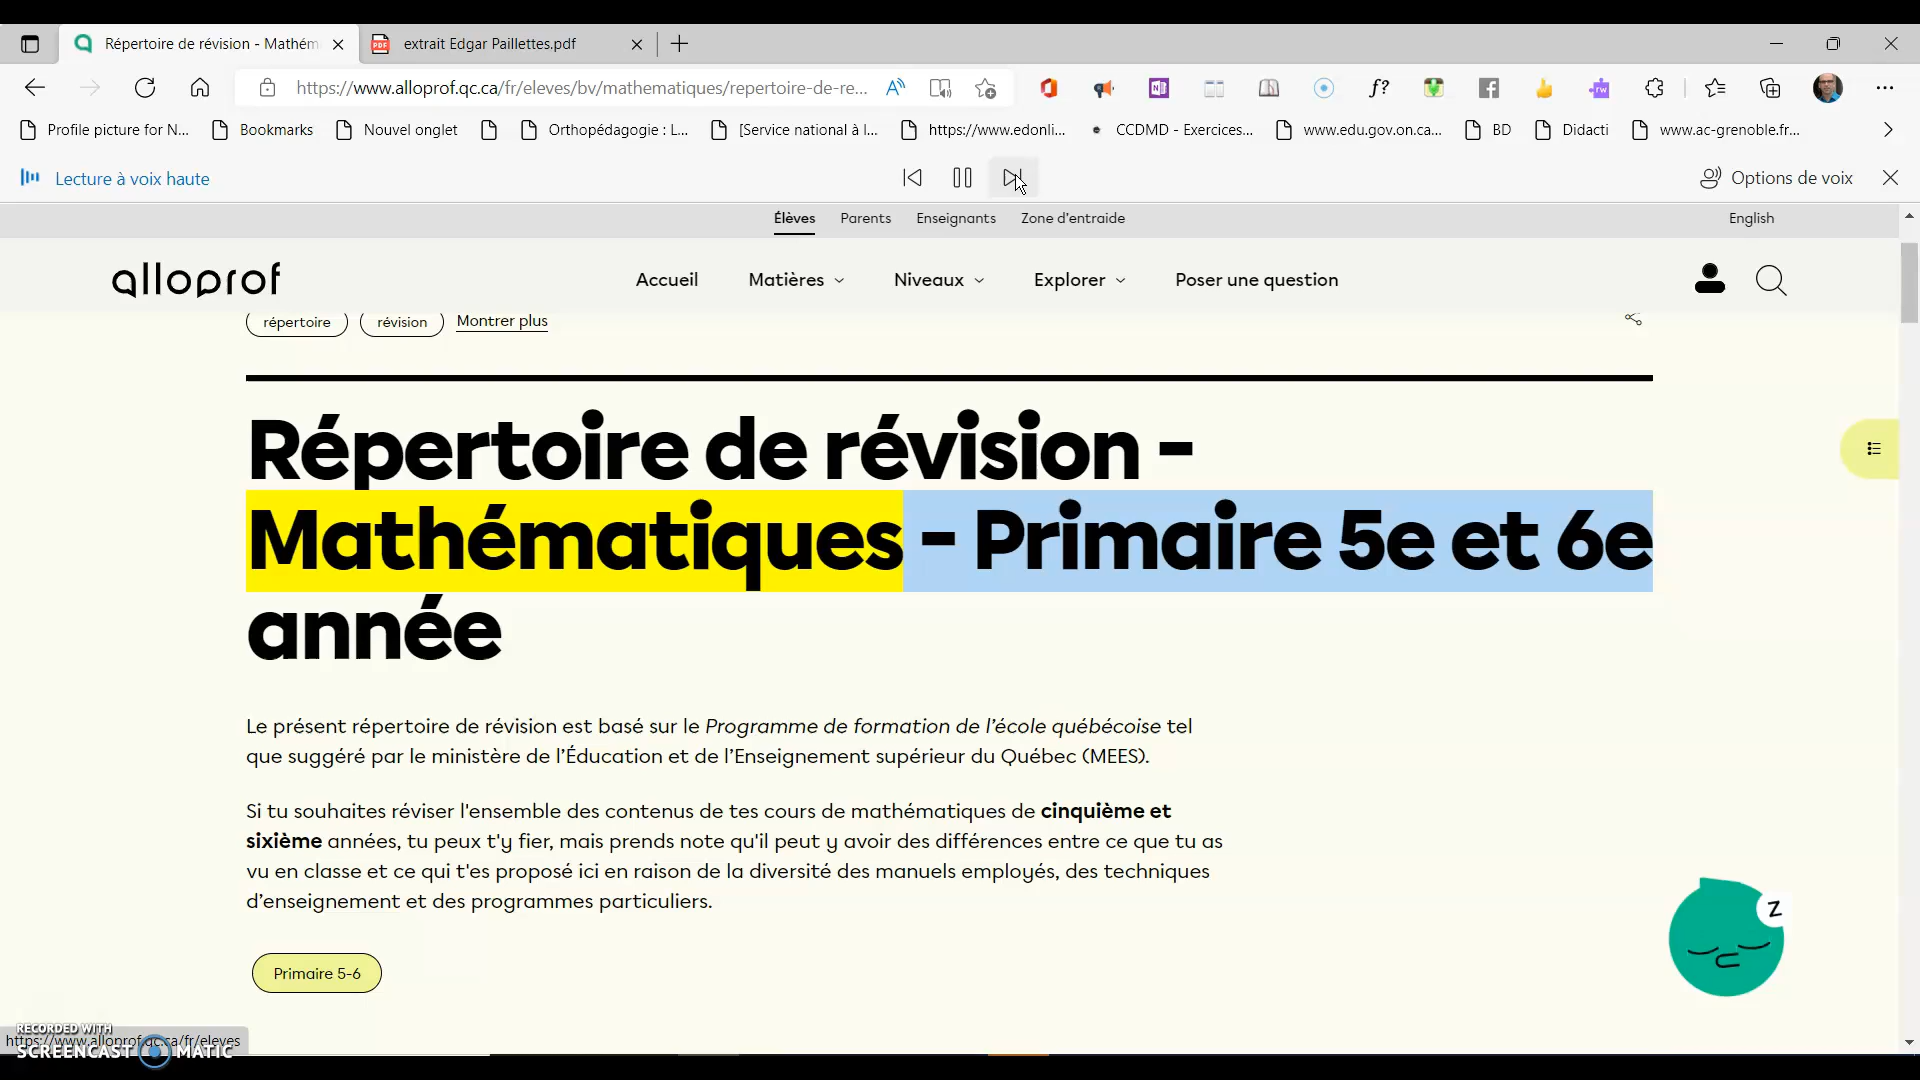 Répertoire de révision - Mathém
extrait Edgar Paillettes.pdf
https://www.alloprof.qc.ca/fr/eleves/bv/mathematiques/repertoire-de-re...
Profile picture for N...
Bookmarks
Nouvel onglet
Orthopédagogie : L...
[Service national à l...
https://www.edonli...
CCDMD - Exercices...
www.edu.gov.on.ca...
BD
Didacti
www.ac-grenoble.fr...
Lecture à voix haute
Options de voix
Élèves
Parents
Enseignants
Zone d'entraide
English
alloprof
Accueil
Matières
Niveaux
Explorer
Poser une question
répertoire
révision
Montrer plus
Répertoire de révision -
Mathématiques - Primaire 5e et 6e
année
Le présent répertoire de révision est basé sur le Programme de formation de l'école québécoise tel
que suggéré par le ministère de l'Éducation et de l'Enseignement supérieur du Québec (MEES).
Si tu souhaites réviser l'ensemble des contenus de tes cours de mathématiques de cinquième et
sixième années, tu peux t'y fier, mais prends note qu'il peut y avoir des différences entre ce que tu as
vu en classe et ce qui t'es proposé ici en raison de la diversité des manuels employés, des techniques
d'enseignement et des programmes particuliers.
Z
Primaire 5-6
RECORDED WITH
https://www.alloprof.qc.ca/fr/eleves
SCREENCAST MATIC